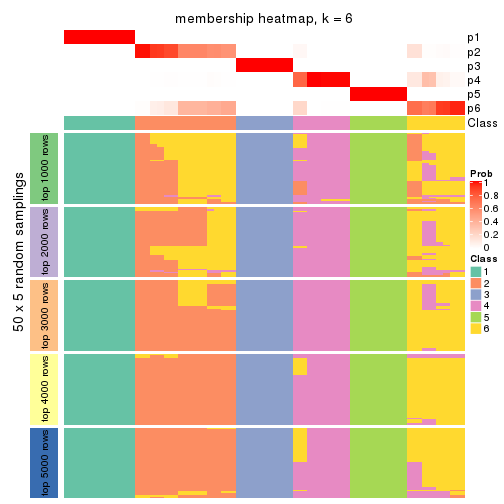 membership heatmap, k = 6
p1
p2
p3
p4
p5
p6
Class
50 x 5 random samplings
top 1000 rows
top 2000 rows
top 3000 rows
top 4000 rows
top 5000 rows
Prob
1
0.8
0.6
0.4
0.2
0
Class
1
2
3
4
5
6